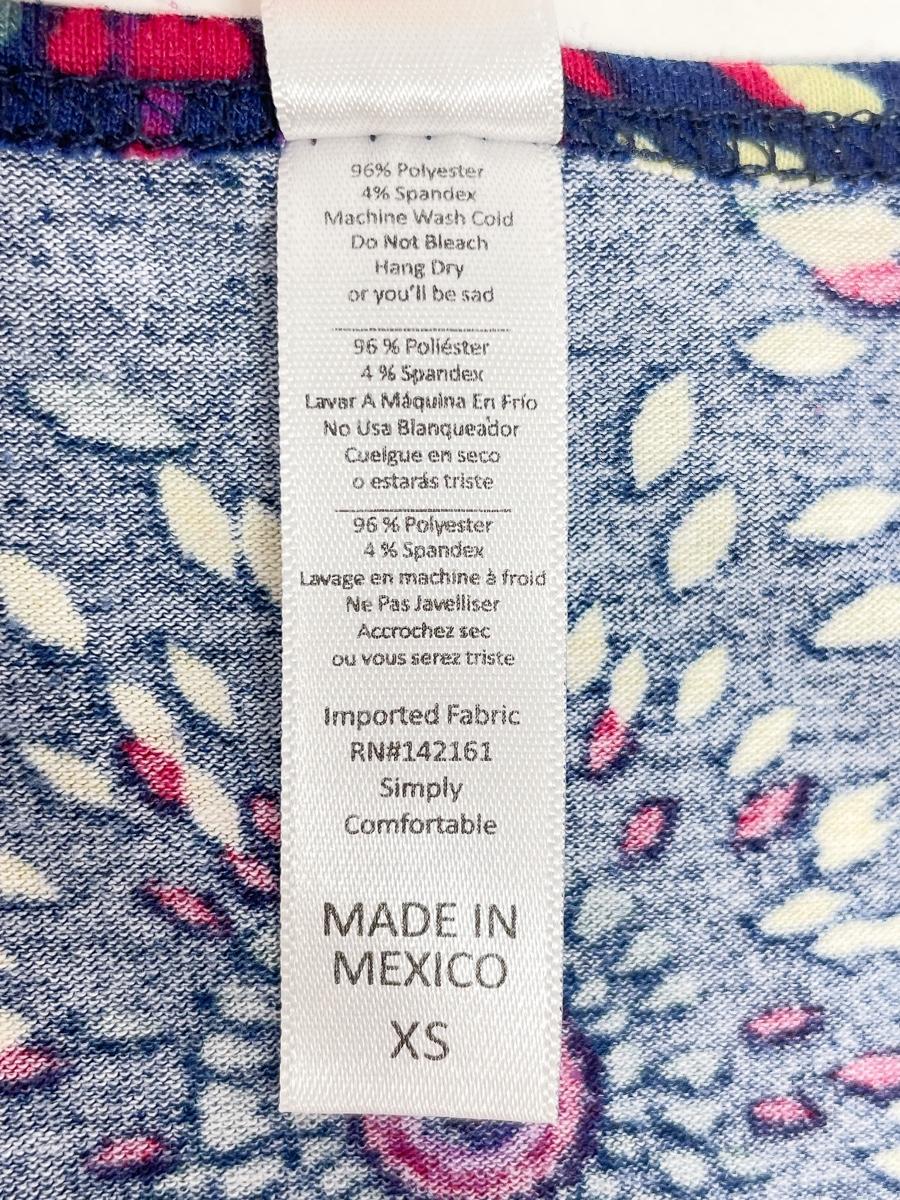 96% Polyester
4% Spandex
Machine Wash Cold
Do Not Bleach
Hang Dry
or you'll be sad
96 % Poliéster
4 % Spandex
Lavar A Máquina En Frío
No Usa Blanqueador
Cuelgue en seco
o estarás triste
96 % Polyester
4 % Spandex
Lavage en machine à froid
Ne Pas Javelliser
Accrochez sec
ou vous serez triste
Imported Fabric
RN#142161
Simply
Comfortable
MADE IN
MEXICO
XS